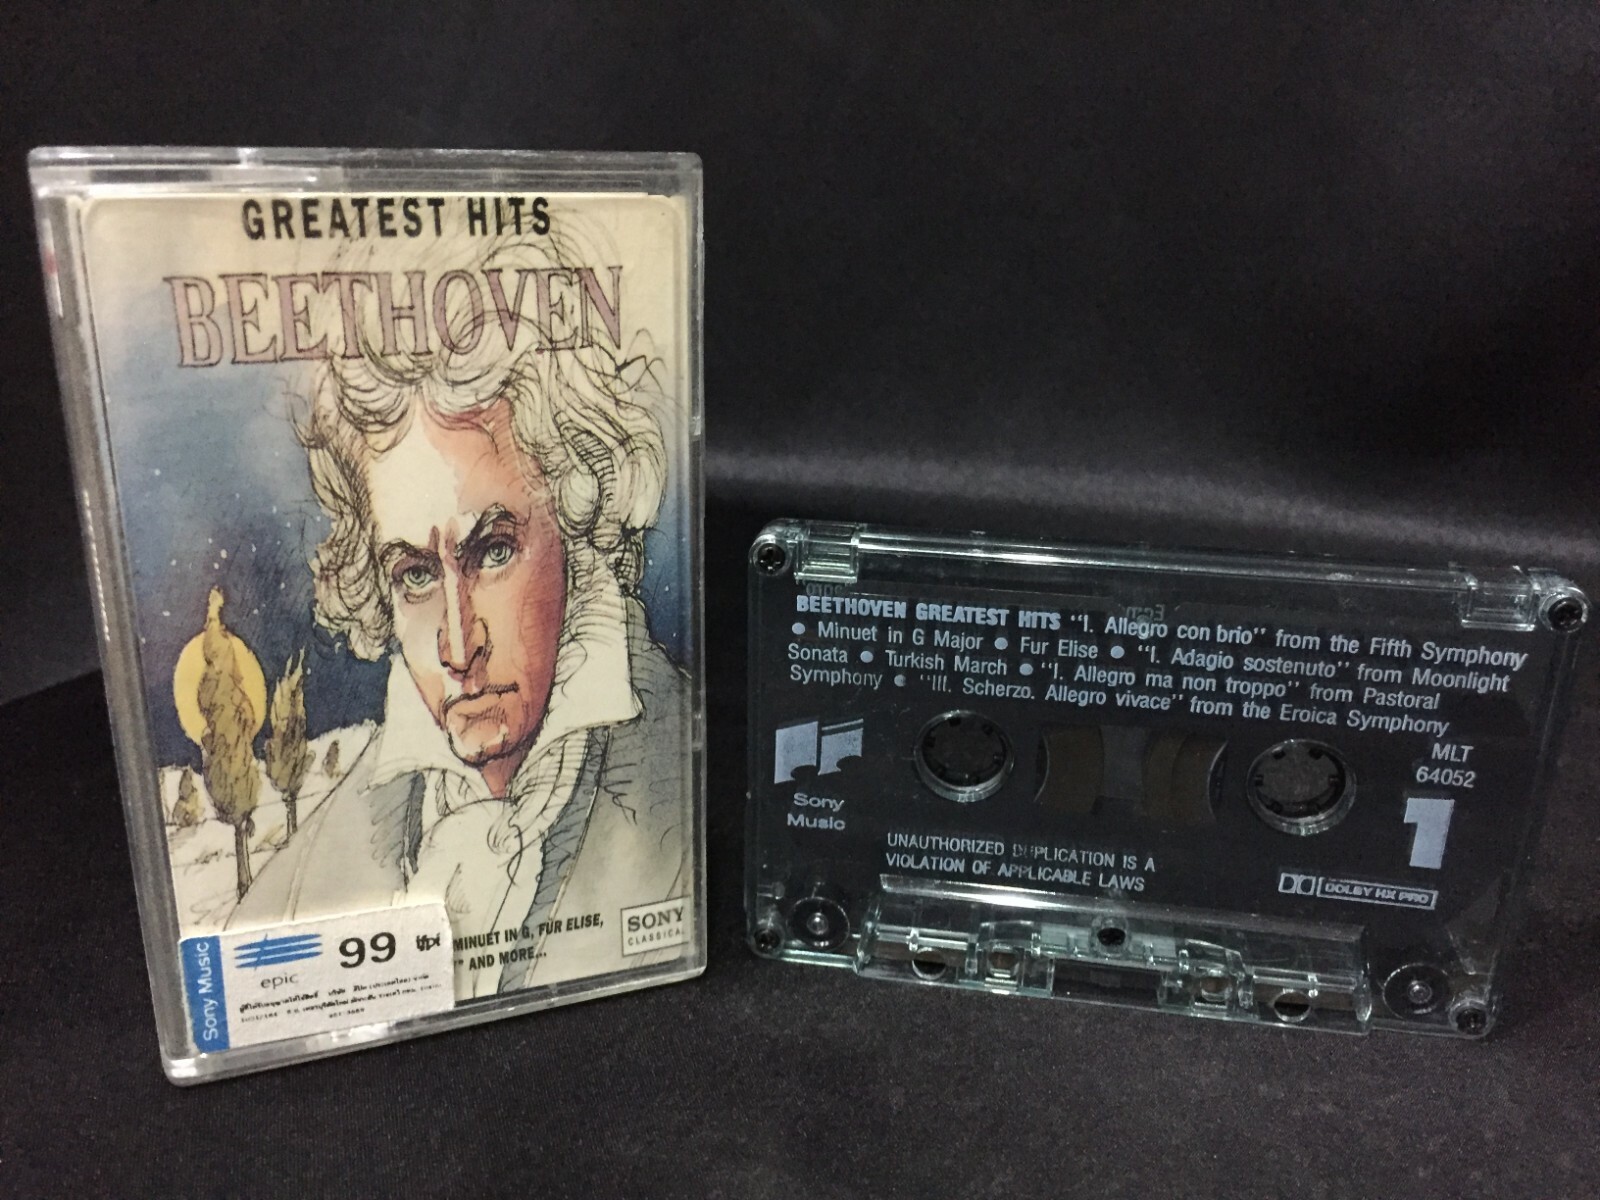 GREATEST HITS
BEETHOVEN
MINUET IN G, FÜR ELISE,
AND MORE...
SONY
CLASSICAL
Sony Music
epic
99
ifpi
BEETHOVEN GREATEST HITS "I. Allegro con brio" from the Fifth Symphony
• Minuet in G Major • Fur Elise • "I. Adagio sostenuto" from Moonlight
Sonata • Turkish March • "I. Allegro ma non troppo" from Pastoral
Symphony • "III. Scherzo. Allegro vivace" from the Eroica Symphony
MLT
64052
Sony
Music
1
UNAUTHORIZED DUPLICATION IS A
VIOLATION OF APPLICABLE LAWS
DOLBY HX PRO